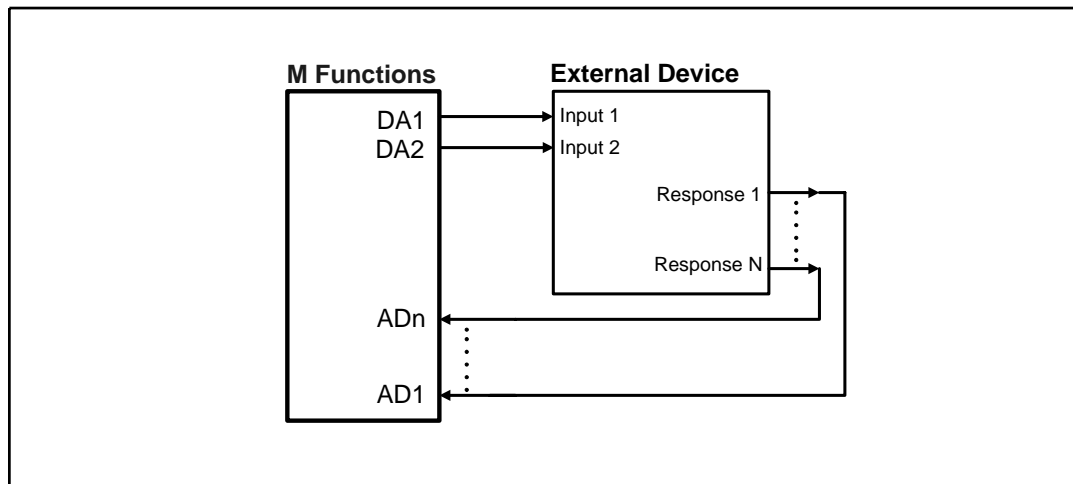 M Functions
DA1
DA2
ADn
AD1
External Device
Input 1
Input 2
Response 1
Response N